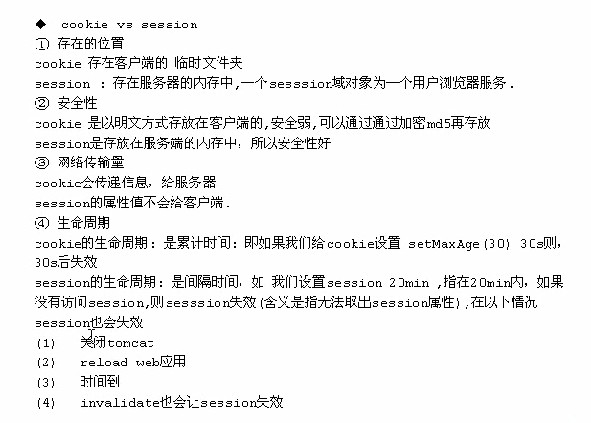 ◆ cookie vs session
① 存在的位置
cookie 存在客户端的 临时文件夹
session : 存在服务器的内存中,一个sesssion域对象为一个用户浏览器服务.
② 安全性
cookie 是以明文方式存放在客户端的,安全弱,可以通过通过加密md5再存放
session是存放在服务端的内存中, 所以安全性好
③ 网络传输量
cookie会传递信息, 给服务器
session的属性值不会给客户端.
④ 生命周期
cookie的生命周期: 是累计时间: 即如果我们给cookie设置 setMaxAge(30) 30s则,
30s后失效
session的生命周期: 是间隔时间, 如 我们设置session 20min ,指在20min内, 如果
没有访问session,则sesssion失效(含义是指无法取出session属性),在以下情况
session也会失效
(1) 关闭tomcat
(2) reload web应用
(3) 时间到
(4) invalidate也会让session失效